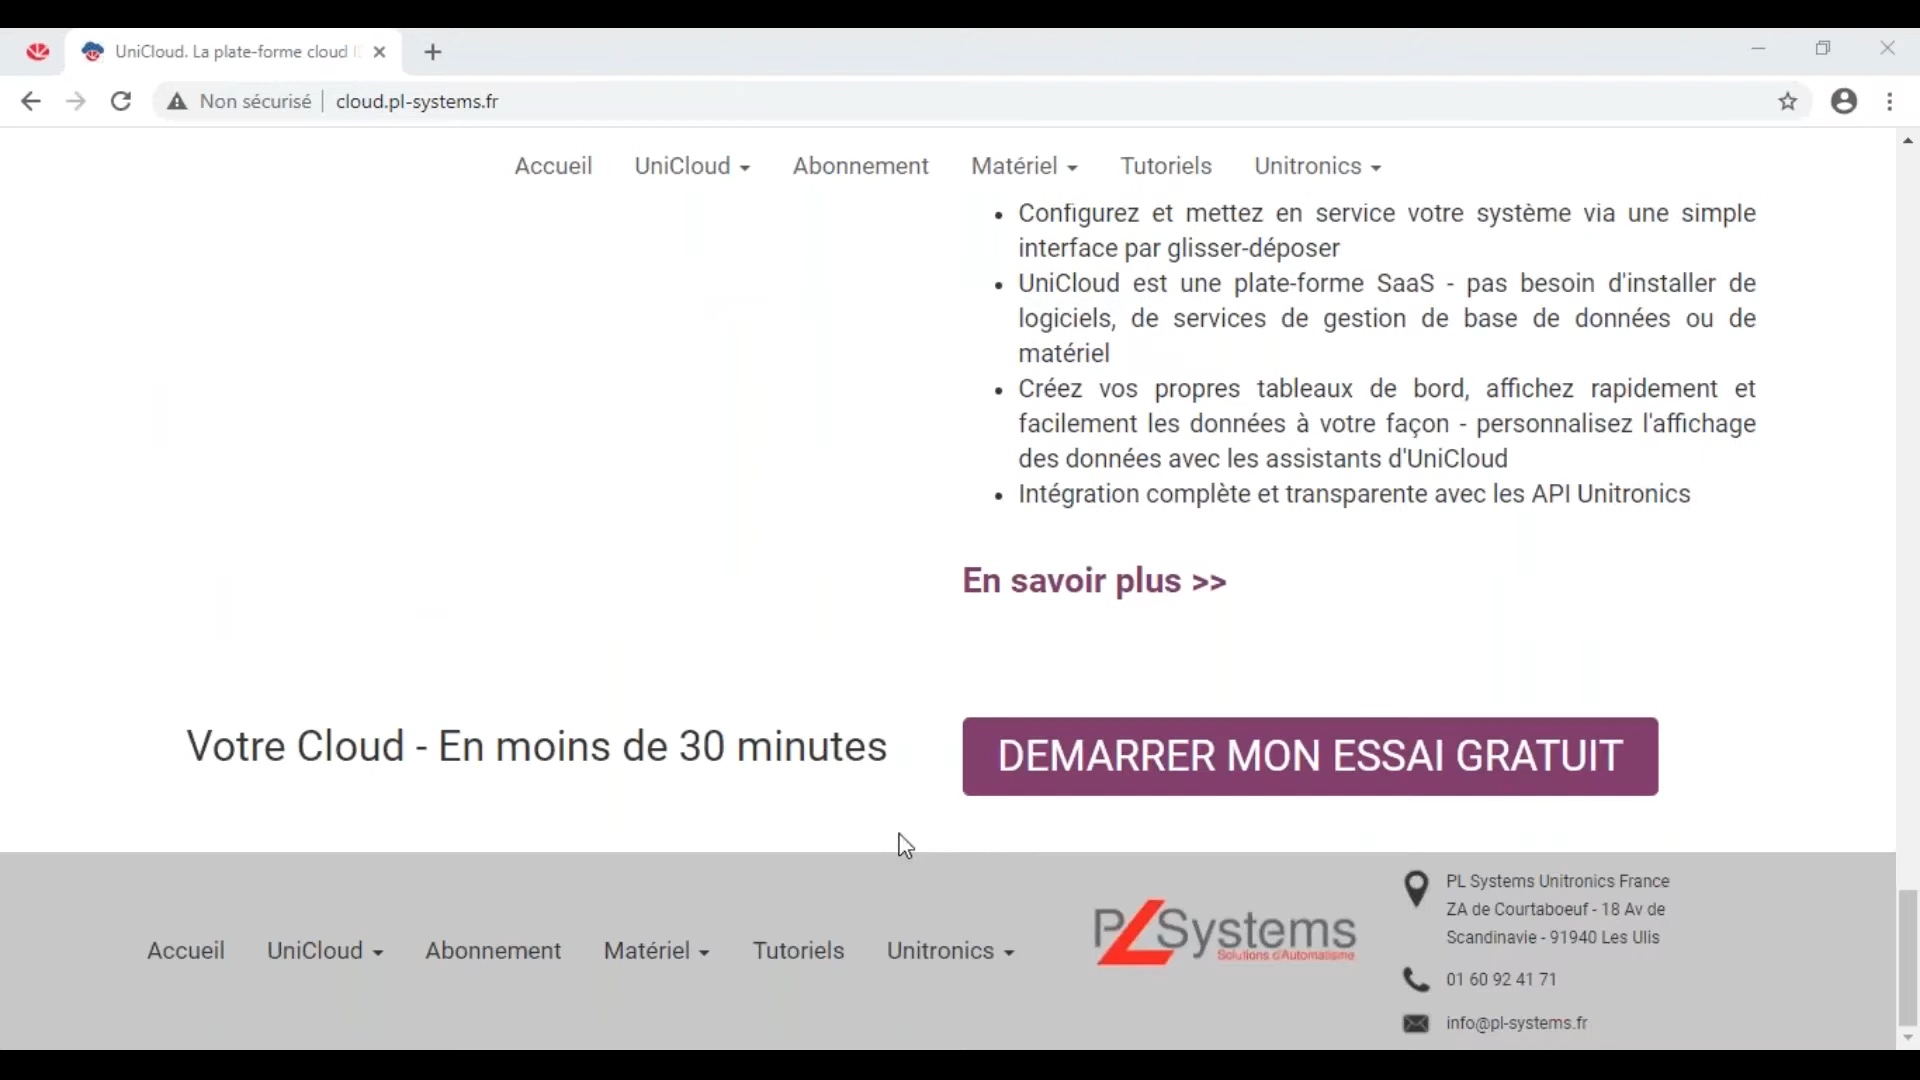 UniCloud. La plate-forme cloud
Non sécurisé
cloud.pl-systems.fr
Accueil
UniCloud
Abonnement
Matériel
Tutoriels
Unitronics
• Configurez et mettez en service votre système via une simple
interface par glisser-déposer
• UniCloud est une plate-forme SaaS - pas besoin d'installer de
logiciels, de services de gestion de base de données ou de
matériel
• Créez vos propres tableaux de bord, affichez rapidement et
facilement les données à votre façon - personnalisez l'affichage
des données avec les assistants d'UniCloud
• Intégration complète et transparente avec les API Unitronics
En savoir plus >>
Votre Cloud - En moins de 30 minutes
DEMARRER MON ESSAI GRATUIT
Accueil
UniCloud
Abonnement
Matériel
Tutoriels
Unitronics
PL Systems
Solutions d'Automatisme
PL Systems Unitronics France
ZA de Courtaboeuf - 18 Av de
Scandinavie - 91940 Les Ulis
01 60 92 41 71
info@pl-systems.fr